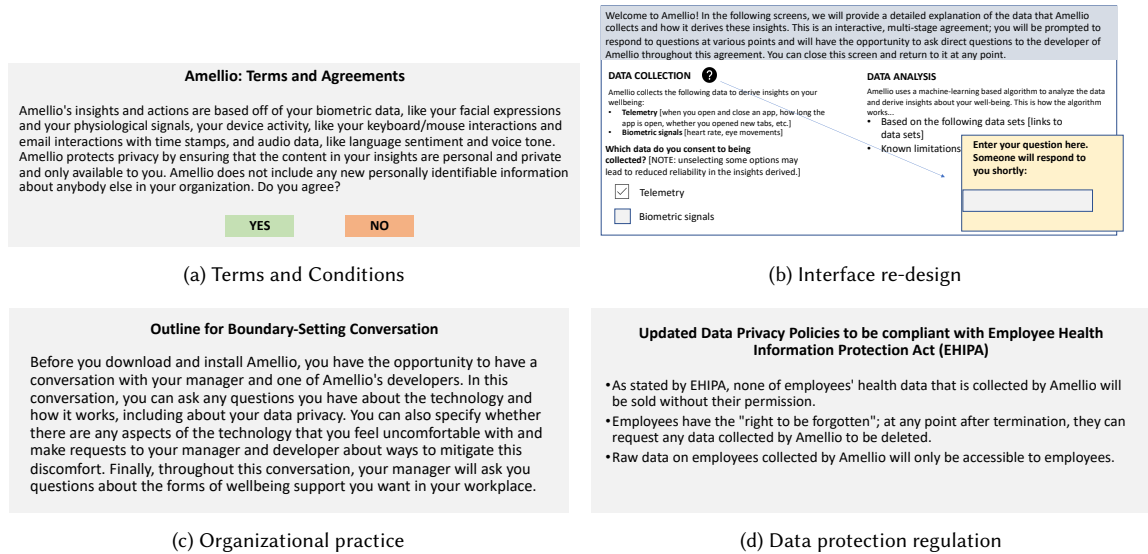 Amellio: Terms and Agreements
Amellio's insights and actions are based off of your biometric data, like your facial expressions
and your physiological signals, your device activity, like your keyboard/mouse interactions and
email interactions with time stamps, and audio data, like language sentiment and voice tone.
Amellio protects privacy by ensuring that the content in your insights are personal and private
and only available to you. Amellio does not include any new personally identifiable information
about anybody else in your organization. Do you agree?
YES
NO
(a) Terms and Conditions
Welcome to Amellio! In the following screens, we will provide a detailed explanation of the data that Amellio
collects and how it derives these insights. This is an interactive, multi-stage agreement; you will be prompted to
respond to questions at various points and will have the opportunity to ask direct questions to the developer of
Amellio throughout this agreement. You can close this screen and return to it at any point.
DATA COLLECTION ?
Amellio collects the following data to derive insights on your
wellbeing:
• Telemetry [when you open and close an app, how long the
app is open, whether you opened new tabs, etc.]
• Biometric signals [heart rate, eye movements]
Which data do you consent to being
collected? [NOTE: unselecting some options may
lead to reduced reliability in the insights derived.]
Telemetry
Biometric signals
DATA ANALYSIS
Amellio uses a machine-learning based algorithm to analyze the data
and derive insights about your well-being. This is how the algorithm
works...
• Based on the following data sets [links to
data sets]
• Known limitations
Enter your question here.
Someone will respond to
you shortly:
(b) Interface re-design
Outline for Boundary-Setting Conversation
Before you download and install Amellio, you have the opportunity to have a
conversation with your manager and one of Amellio's developers. In this
conversation, you can ask any questions you have about the technology and
how it works, including about your data privacy. You can also specify whether
there are any aspects of the technology that you feel uncomfortable with and
make requests to your manager and developer about ways to mitigate this
discomfort. Finally, throughout this conversation, your manager will ask you
questions about the forms of wellbeing support you want in your workplace.
(c) Organizational practice
Updated Data Privacy Policies to be compliant with Employee Health
Information Protection Act (EHIPA)
•As stated by EHIPA, none of employees' health data that is collected by Amellio will
be sold without their permission.
•Employees have the "right to be forgotten"; at any point after termination, they can
request any data collected by Amellio to be deleted.
•Raw data on employees collected by Amellio will only be accessible to employees.
(d) Data protection regulation